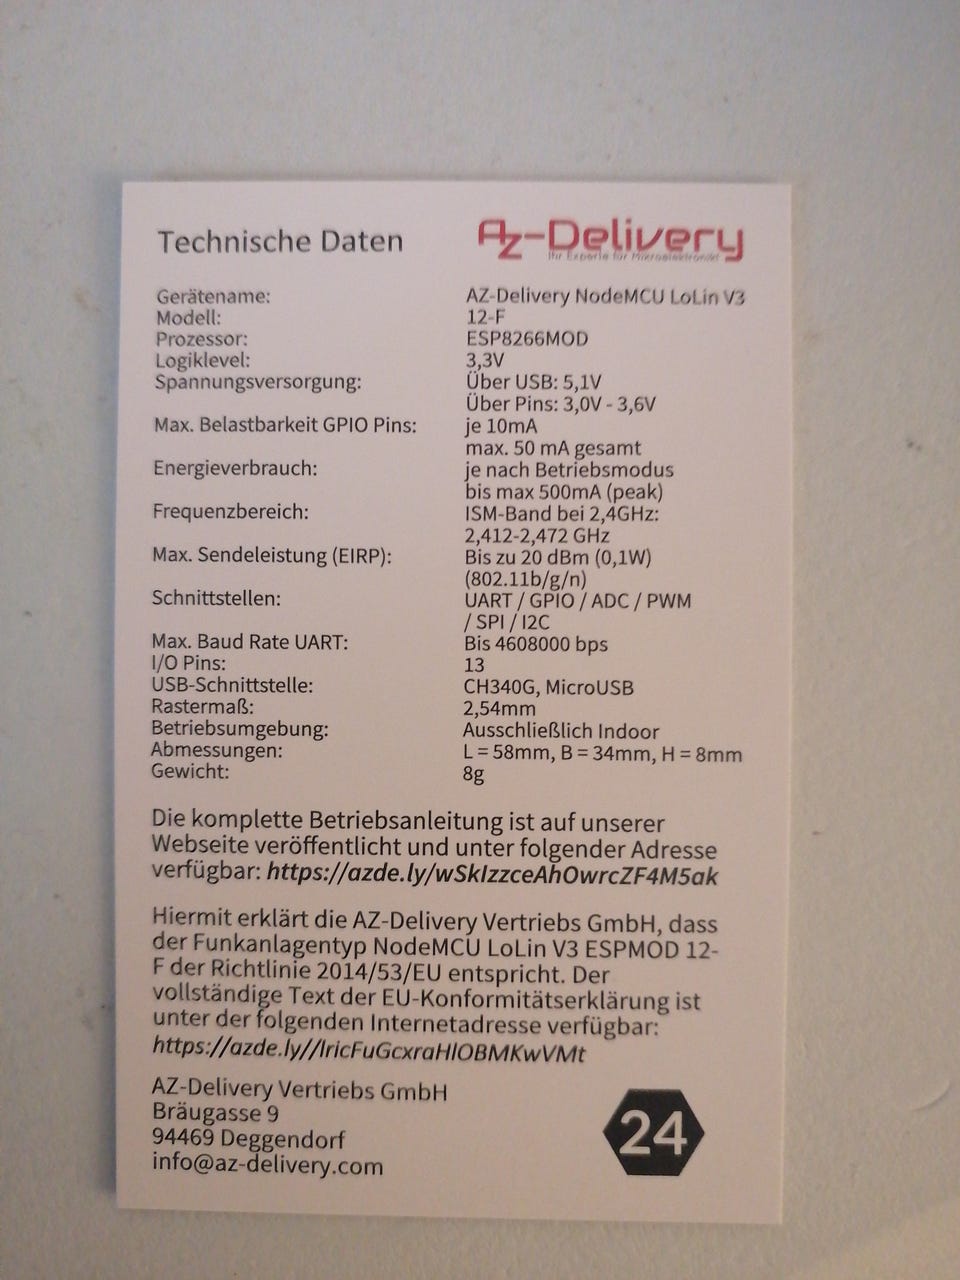 Technische Daten
AZ-Delivery
Ihr Experte für Mikroelektronik!
Gerätename: AZ-Delivery NodeMCU LoLin V3
Modell: 12-F
Prozessor: ESP8266MOD
Logiklevel: 3,3V
Spannungsversorgung: Über USB: 5,1V
Über Pins: 3,0V - 3,6V
Max. Belastbarkeit GPIO Pins: je 10mA
max. 50 mA gesamt
Energieverbrauch: je nach Betriebsmodus
bis max 500mA (peak)
Frequenzbereich: ISM-Band bei 2,4GHz:
2,412-2,472 GHz
Max. Sendeleistung (EIRP): Bis zu 20 dBm (0,1W)
(802.11b/g/n)
Schnittstellen: UART / GPIO / ADC / PWM
/ SPI / I2C
Max. Baud Rate UART: Bis 4608000 bps
I/O Pins: 13
USB-Schnittstelle: CH340G, MicroUSB
Rastermaß: 2,54mm
Betriebsumgebung: Ausschließlich Indoor
Abmessungen: L = 58mm, B = 34mm, H = 8mm
Gewicht: 8g
Die komplette Betriebsanleitung ist auf unserer
Webseite veröffentlicht und unter folgender Adresse
verfügbar: https://azde.ly/wSkIzzceAhOwrcZF4M5ak
Hiermit erklärt die AZ-Delivery Vertriebs GmbH, dass
der Funkanlagentyp NodeMCU LoLin V3 ESPMOD 12-
F der Richtlinie 2014/53/EU entspricht. Der
vollständige Text der EU-Konformitätserklärung ist
unter der folgenden Internetadresse verfügbar:
https://azde.ly//IricFuGcxraHIOBMKwVMt
AZ-Delivery Vertriebs GmbH
Bräugasse 9
94469 Deggendorf
info@az-delivery.com
24